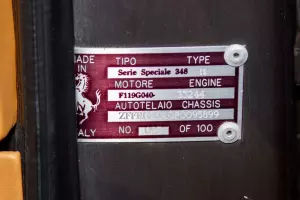 MADE IN ITALY
TIPO TYPE
Serie Speciale 348
MOTORE ENGINE
F119G040
AUTOTELAIO CHASSIS
NO. OF 100